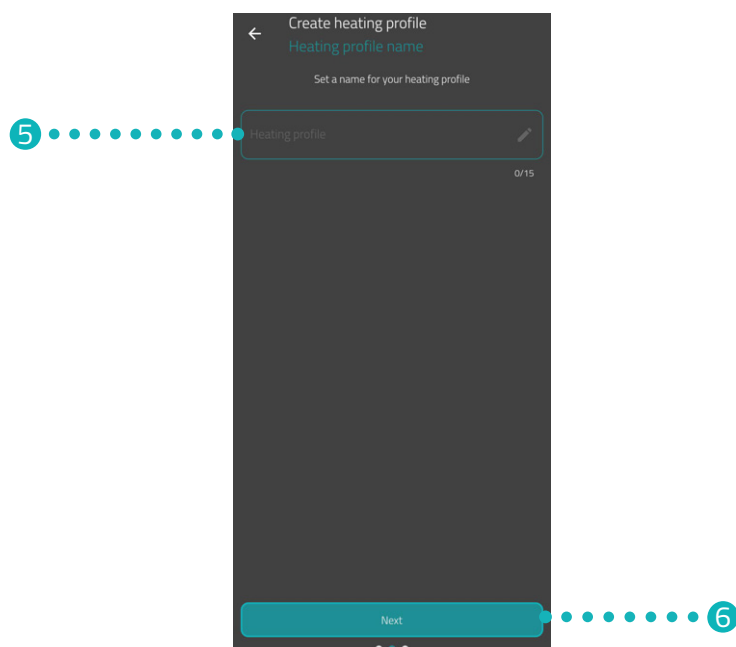 Create heating profile
Heating profile name
Set a name for your heating profile
5
Heating profile
0/15
Next
6